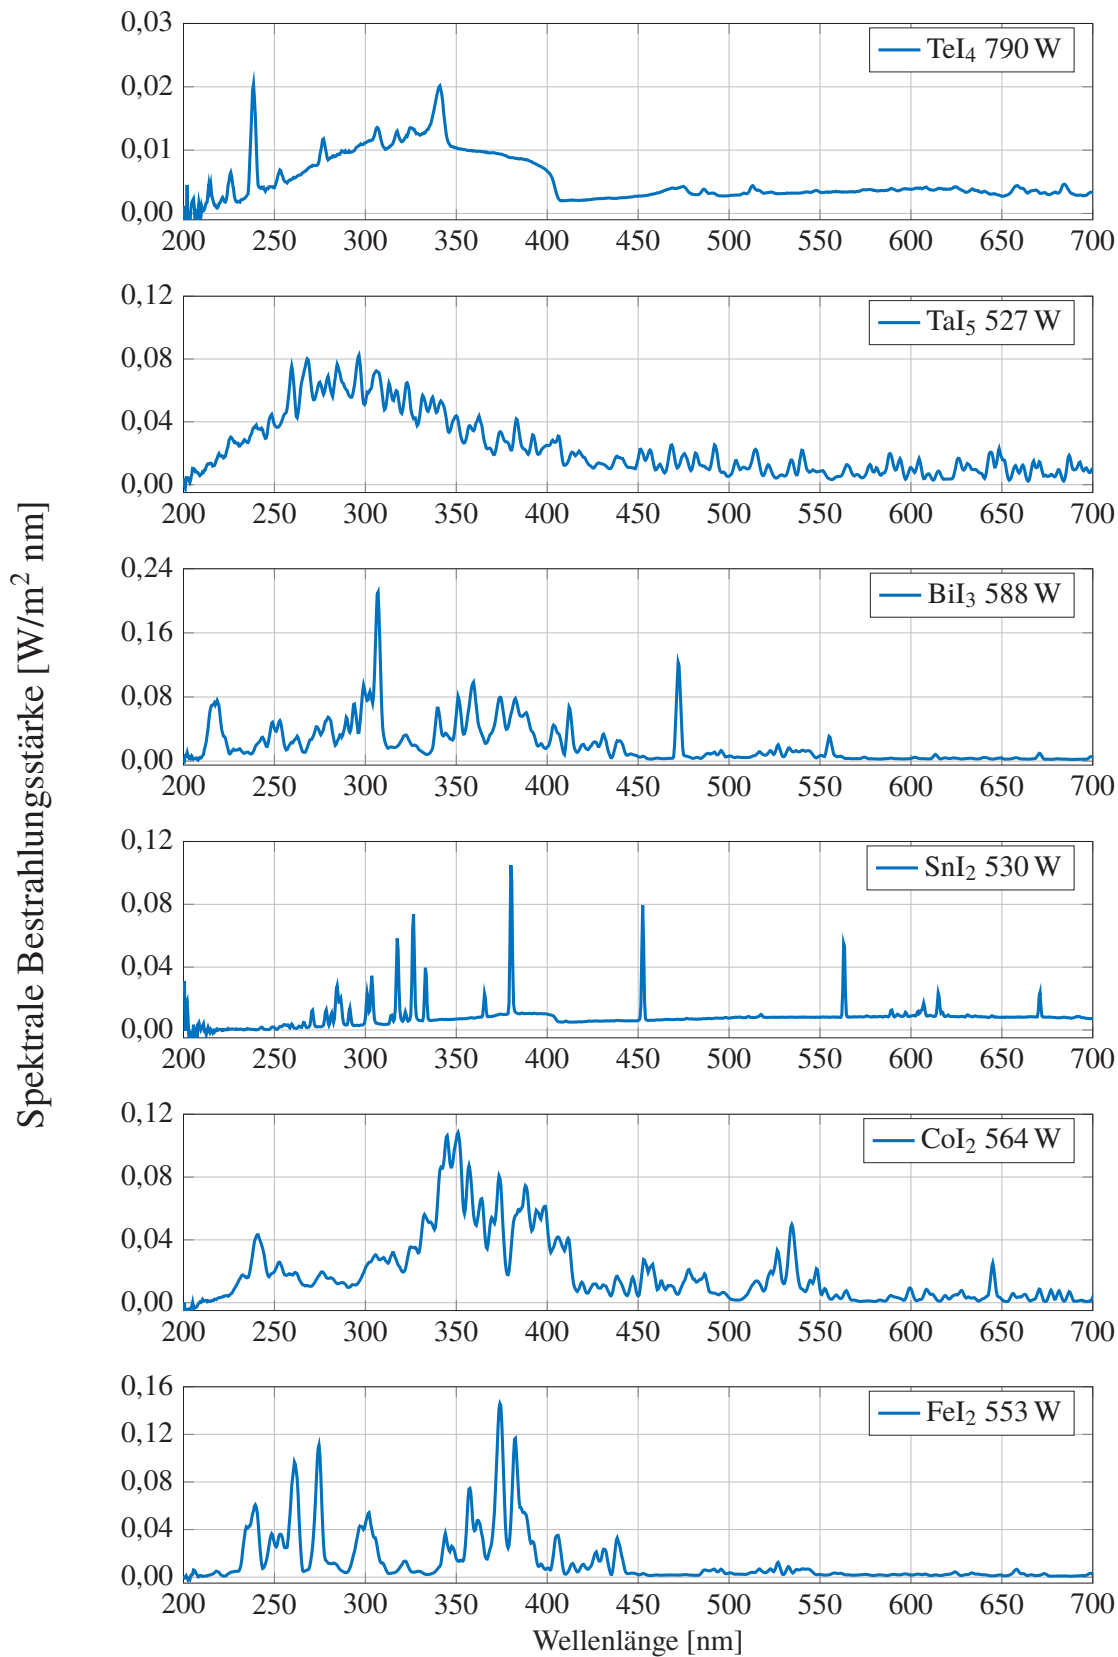 Spektrale Bestrahlungsstärke [W/m² nm]
0,03
0,02
0,01
0,00
TeI₄ 790 W
200 250 300 350 400 450 500 550 600 650 700
0,12
0,08
0,04
0,00
TaI₅ 527 W
200 250 300 350 400 450 500 550 600 650 700
0,24
0,16
0,08
0,00
BiI₃ 588 W
200 250 300 350 400 450 500 550 600 650 700
0,12
0,08
0,04
0,00
SnI₂ 530 W
200 250 300 350 400 450 500 550 600 650 700
0,12
0,08
0,04
0,00
CoI₂ 564 W
200 250 300 350 400 450 500 550 600 650 700
0,16
0,12
0,08
0,04
0,00
FeI₂ 553 W
200 250 300 350 400 450 500 550 600 650 700
Wellenlänge [nm]